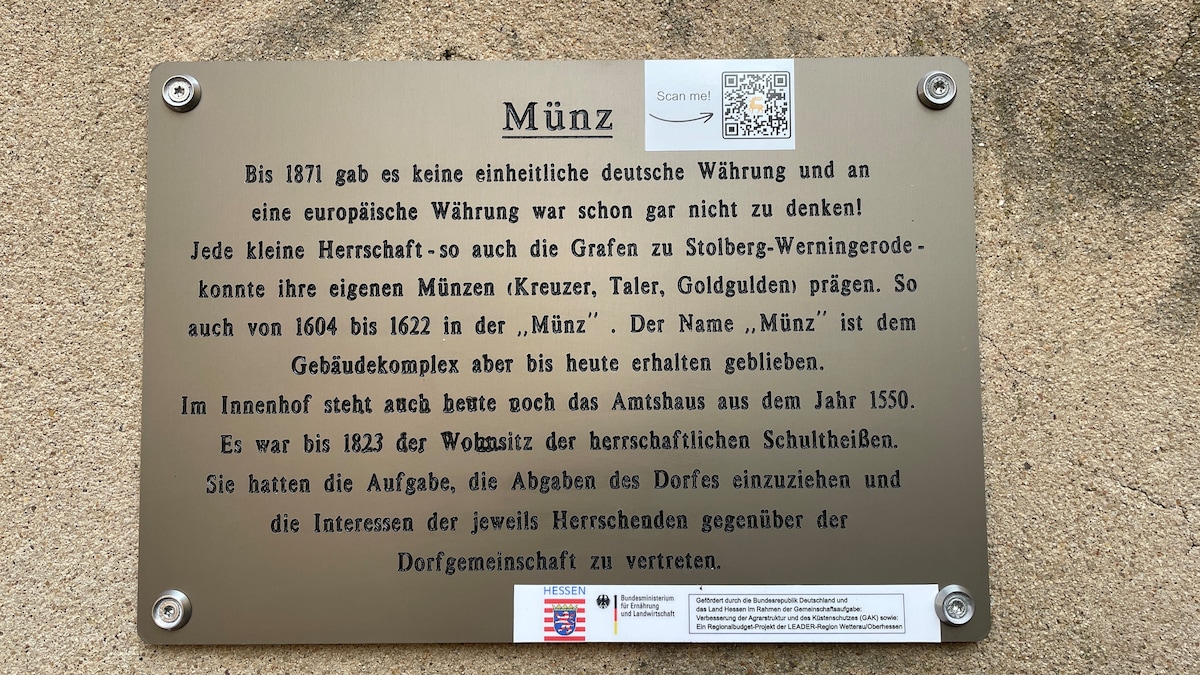 Münz
Scan me!
Bis 1871 gab es keine einheitliche deutsche Währung und an
eine europäische Währung war schon gar nicht zu denken!
Jede kleine Herrschaft - so auch die Grafen zu Stolberg-Werningerode -
konnte ihre eigenen Münzen (Kreuzer, Taler, Goldgulden) prägen. So
auch von 1604 bis 1622 in der „Münz” . Der Name „Münz” ist dem
Gebäudekomplex aber bis heute erhalten geblieben.
Im Innenhof steht auch heute noch das Amtshaus aus dem Jahr 1550.
Es war bis 1823 der Wohnsitz der herrschaftlichen Schultheißen.
Sie hatten die Aufgabe, die Abgaben des Dorfes einzuziehen und
die Interessen der jeweils Herrschenden gegenüber der
Dorfgemeinschaft zu vertreten.
HESSEN
Bundesministerium
für Ernährung
und Landwirtschaft
Gefördert durch die Bundesrepublik Deutschland und
das Land Hessen im Rahmen der Gemeinschaftsaufgabe:
Verbesserung der Agrarstruktur und des Küstenschutzes (GAK) sowie:
Ein Regionalbudget-Projekt der LEADER-Region Wetterau/Oberhessen